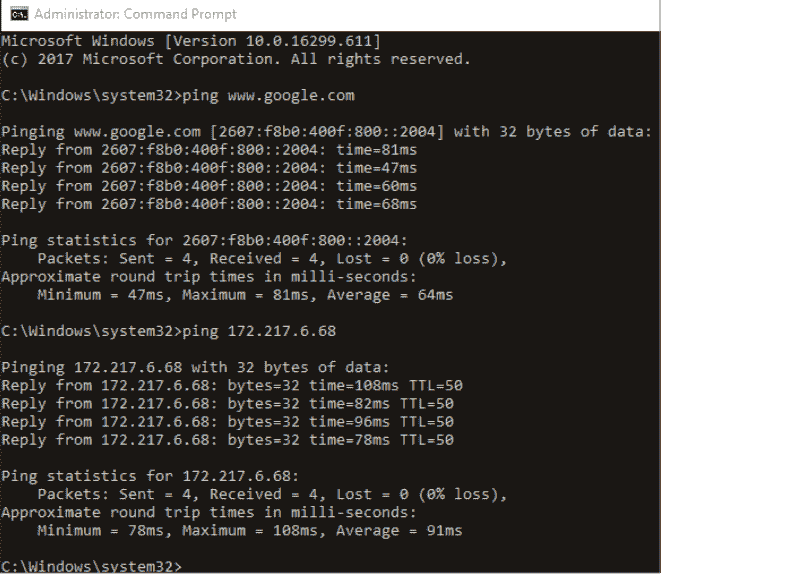 Administrator: Command Prompt
Microsoft Windows [Version 10.0.16299.611]
(c) 2017 Microsoft Corporation. All rights reserved.
C:\Windows\system32>ping www.google.com
Pinging www.google.com [2607:f8b0:400f:800::2004] with 32 bytes of data:
Reply from 2607:f8b0:400f:800::2004: time=81ms
Reply from 2607:f8b0:400f:800::2004: time=47ms
Reply from 2607:f8b0:400f:800::2004: time=60ms
Reply from 2607:f8b0:400f:800::2004: time=68ms
Ping statistics for 2607:f8b0:400f:800::2004:
    Packets: Sent = 4, Received = 4, Lost = 0 (0% loss),
Approximate round trip times in milli-seconds:
    Minimum = 47ms, Maximum = 81ms, Average = 64ms
C:\Windows\system32>ping 172.217.6.68
Pinging 172.217.6.68 with 32 bytes of data:
Reply from 172.217.6.68: bytes=32 time=108ms TTL=50
Reply from 172.217.6.68: bytes=32 time=82ms TTL=50
Reply from 172.217.6.68: bytes=32 time=96ms TTL=50
Reply from 172.217.6.68: bytes=32 time=78ms TTL=50
Ping statistics for 172.217.6.68:
    Packets: Sent = 4, Received = 4, Lost = 0 (0% loss),
Approximate round trip times in milli-seconds:
    Minimum = 78ms, Maximum = 108ms, Average = 91ms
C:\Windows\system32>